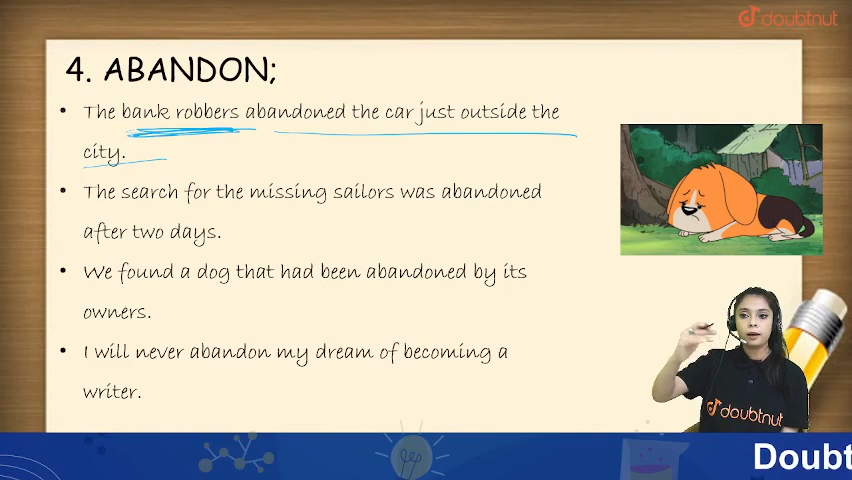 doubtnut
4. ABANDON;
• The bank robbers abandoned the car just outside the
city.
• The search for the missing sailors was abandoned
after two days.
• We found a dog that had been abandoned by its
owners.
• I will never abandon my dream of becoming a
writer.
doubtnut
Doubt